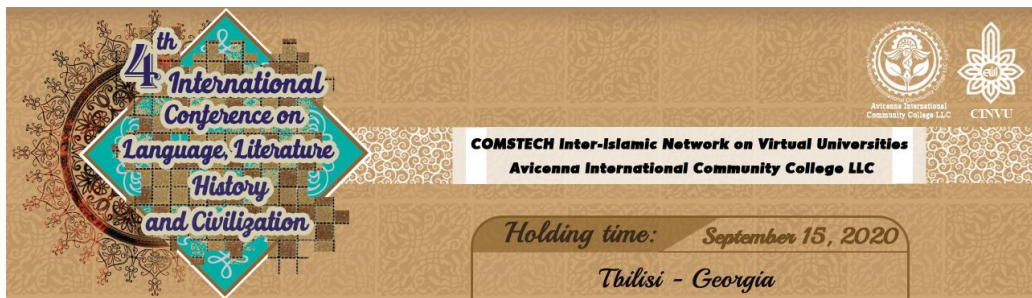 4th
International
Conference on
Language, Literature
History
and Civilization
Avicenna International
Community College LLC
CINVU
COMSTECH Inter-Islamic Network on Virtual Universities
Avicenna International Community College LLC
Holding time: September 15, 2020
Tbilisi - Georgia